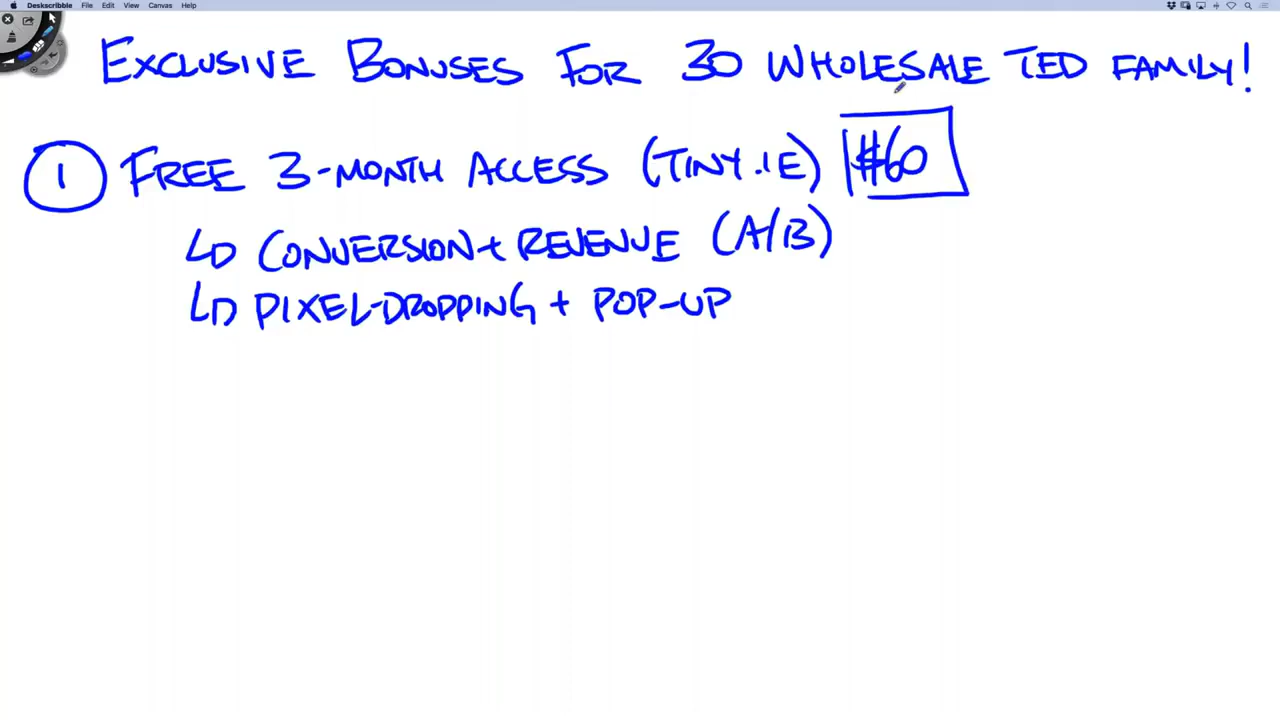 Deskscribble File Edit View Canvas Help
EXCLUSIVE BONUSES FOR 30 WHOLESALE TED FAMILY!
1 FREE 3-MONTH ACCESS (TINY.IE) $60
CONVERSION + REVENUE (A/B)
PIXEL-DROPPING + POP-UP